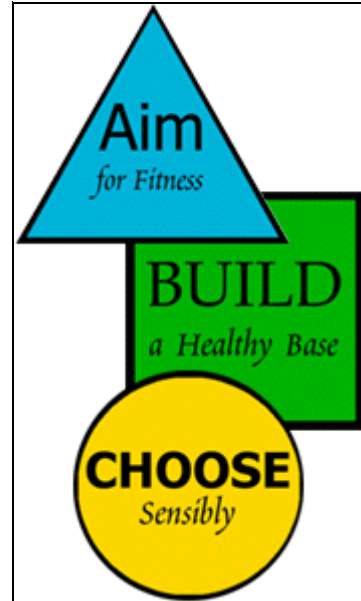 Aim
for Fitness
BUILD
a Healthy Base
CHOOSE
Sensibly